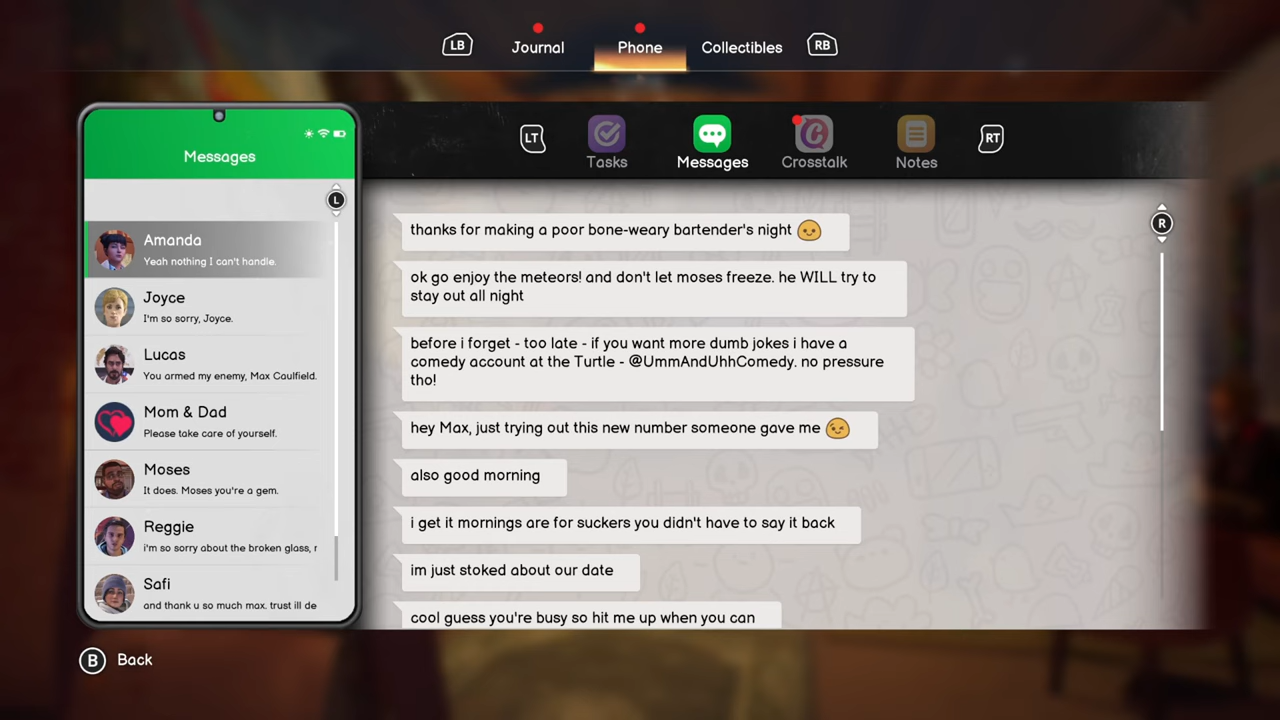 LB
Journal
Phone
Collectibles
RB
Messages
L
Amanda
Yeah nothing I can't handle.
Joyce
I'm so sorry, Joyce.
Lucas
You armed my enemy, Max Caulfield.
Mom & Dad
Please take care of yourself.
Moses
It does. Moses you're a gem.
Reggie
i'm so sorry about the broken glass, r
Safi
and thank u so much max. trust ill de
LT
Tasks
Messages
Crosstalk
Notes
RT
R
thanks for making a poor bone-weary bartender's night
ok go enjoy the meteors! and don't let moses freeze. he WILL try to
stay out all night
before i forget - too late - if you want more dumb jokes i have a
comedy account at the Turtle - @UmmAndUhhComedy. no pressure
tho!
hey Max, just trying out this new number someone gave me
also good morning
i get it mornings are for suckers you didn't have to say it back
im just stoked about our date
cool guess you're busy so hit me up when you can
B
Back